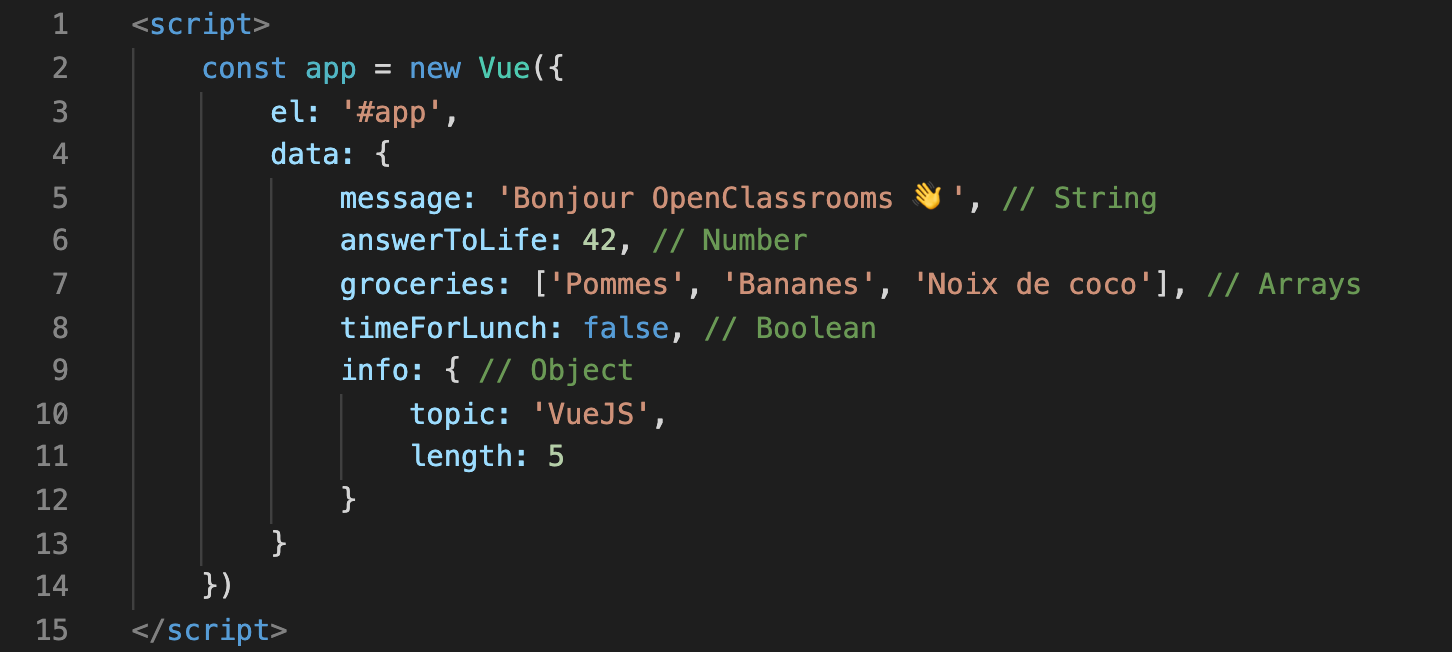 1 <script>
2 const app = new Vue({
3 el: '#app',
4 data: {
5 message: 'Bonjour OpenClassrooms 👋 ', // String
6 answerToLife: 42, // Number
7 groceries: ['Pommes', 'Bananes', 'Noix de coco'], // Arrays
8 timeForLunch: false, // Boolean
9 info: { // Object
10 topic: 'VueJS',
11 length: 5
12 }
13 }
14 })
15 </script>